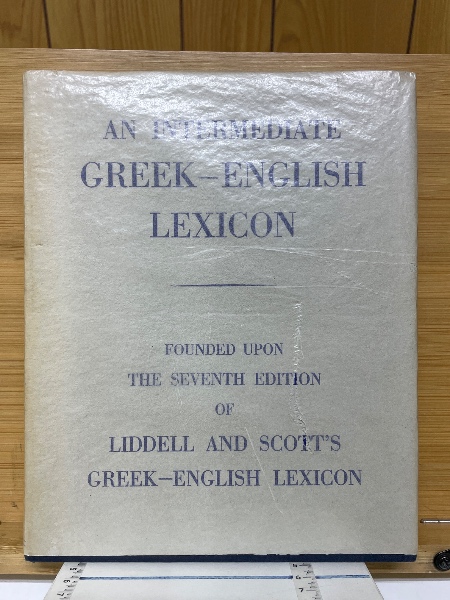 AN INTERMEDIATE
GREEK–ENGLISH
LEXICON
FOUNDED UPON
THE SEVENTH EDITION
OF
LIDDELL AND SCOTT'S
GREEK–ENGLISH LEXICON